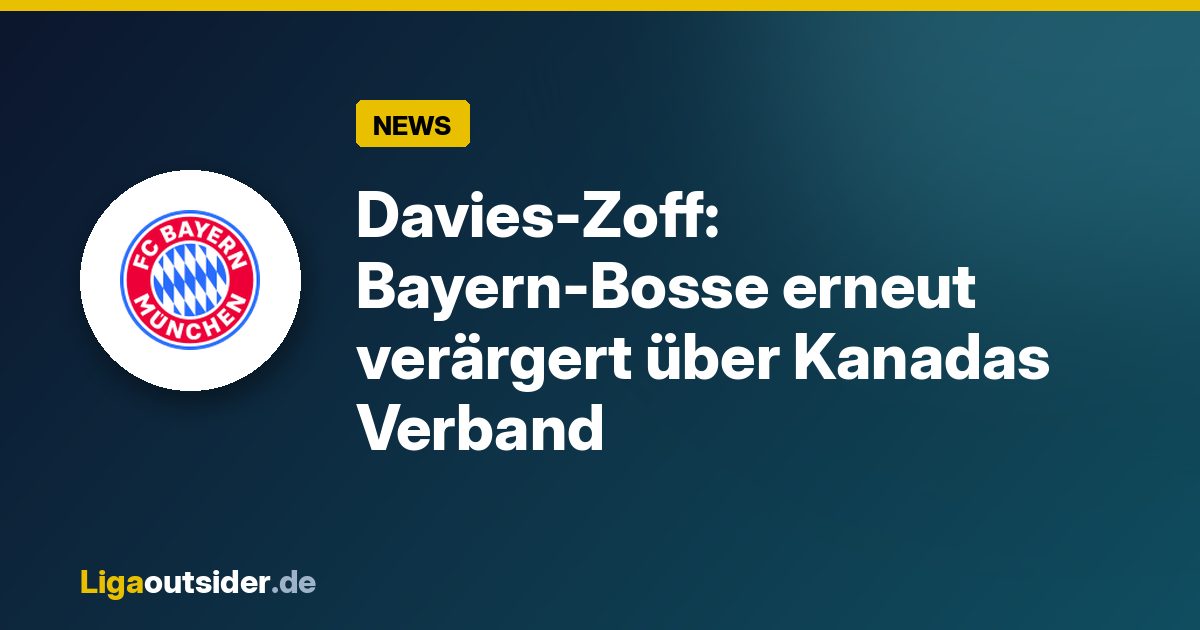 NEWS
FC BAYERN
MÜNCHEN
Davies-Zoff:
Bayern-Bosse erneut
verärgert über Kanadas
Verband
Ligaoutsider.de